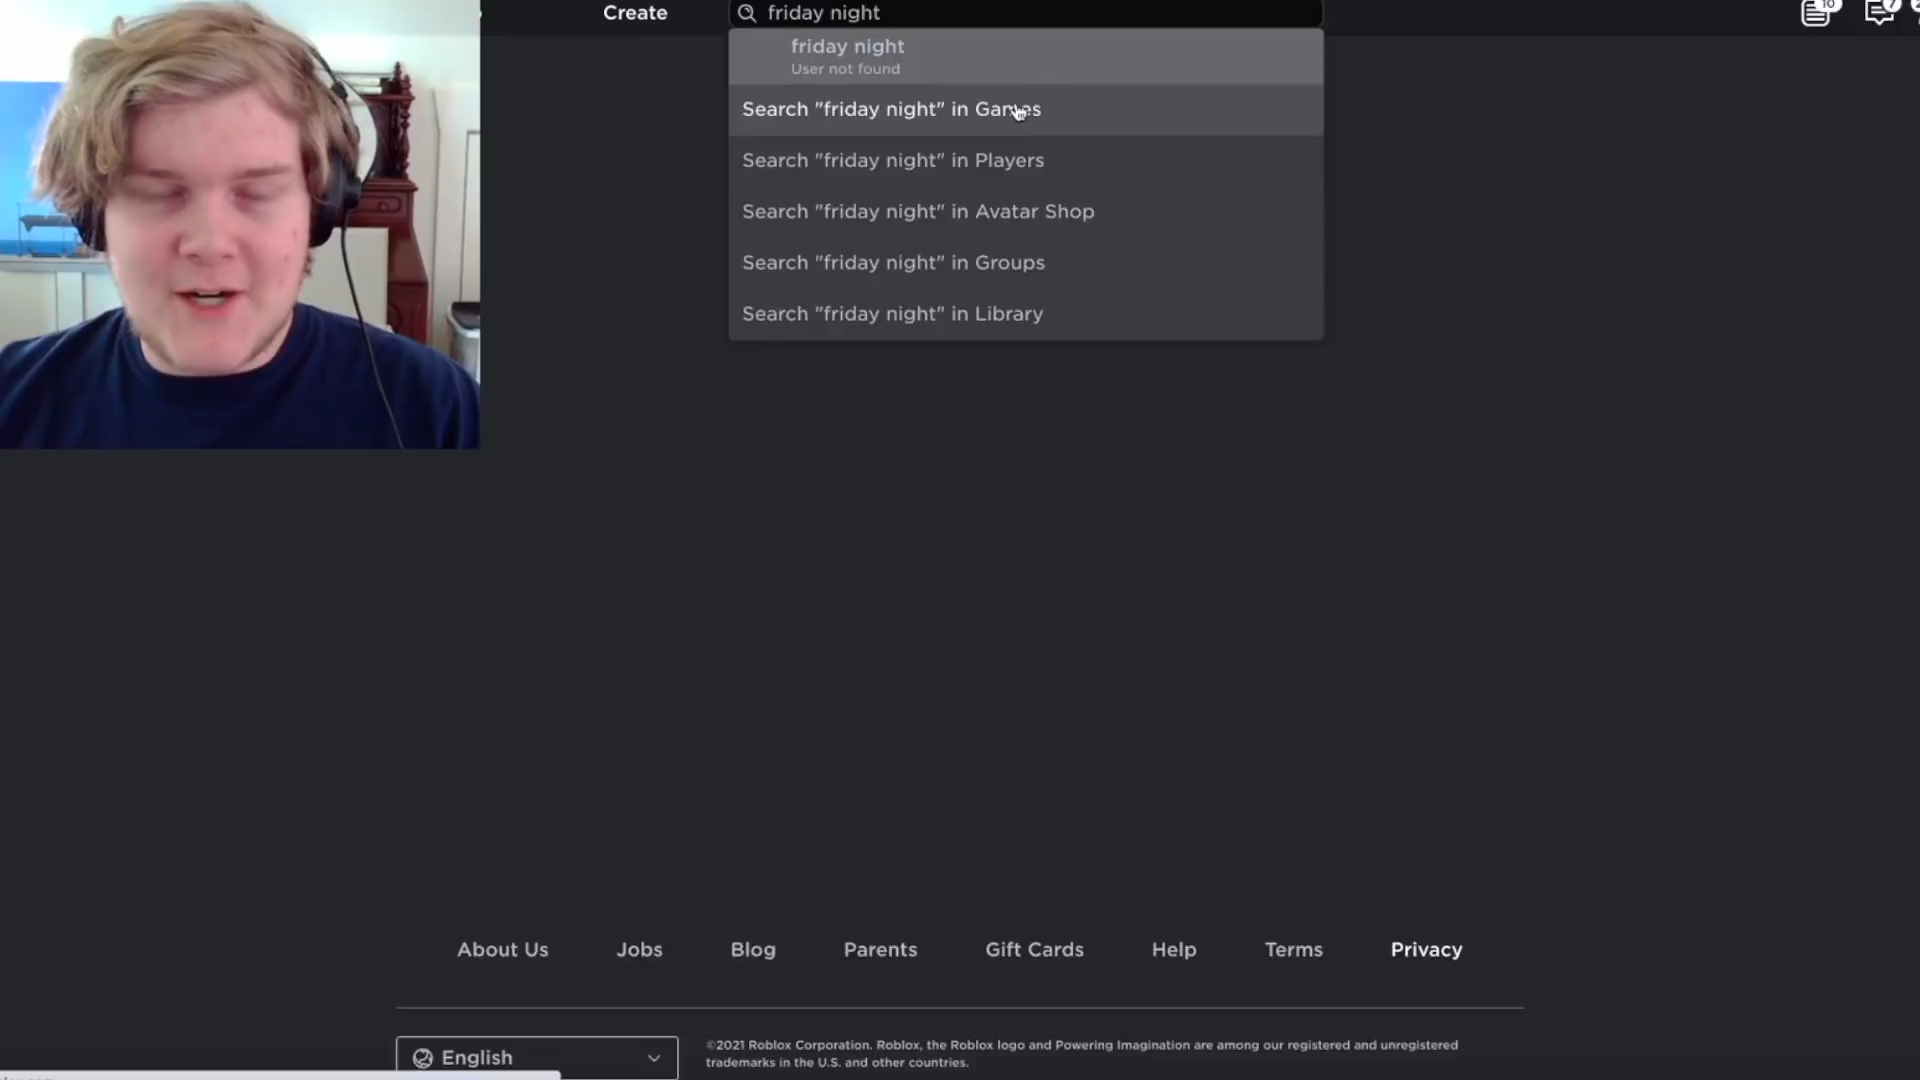 Create
friday night
10
7
friday night
User not found
Search "friday night" in Games
Search "friday night" in Players
Search "friday night" in Avatar Shop
Search "friday night" in Groups
Search "friday night" in Library
About Us
Jobs
Blog
Parents
Gift Cards
Help
Terms
Privacy
English
©2021 Roblox Corporation. Roblox, the Roblox logo and Powering Imagination are among our registered and unregistered
trademarks in the U.S. and other countries.